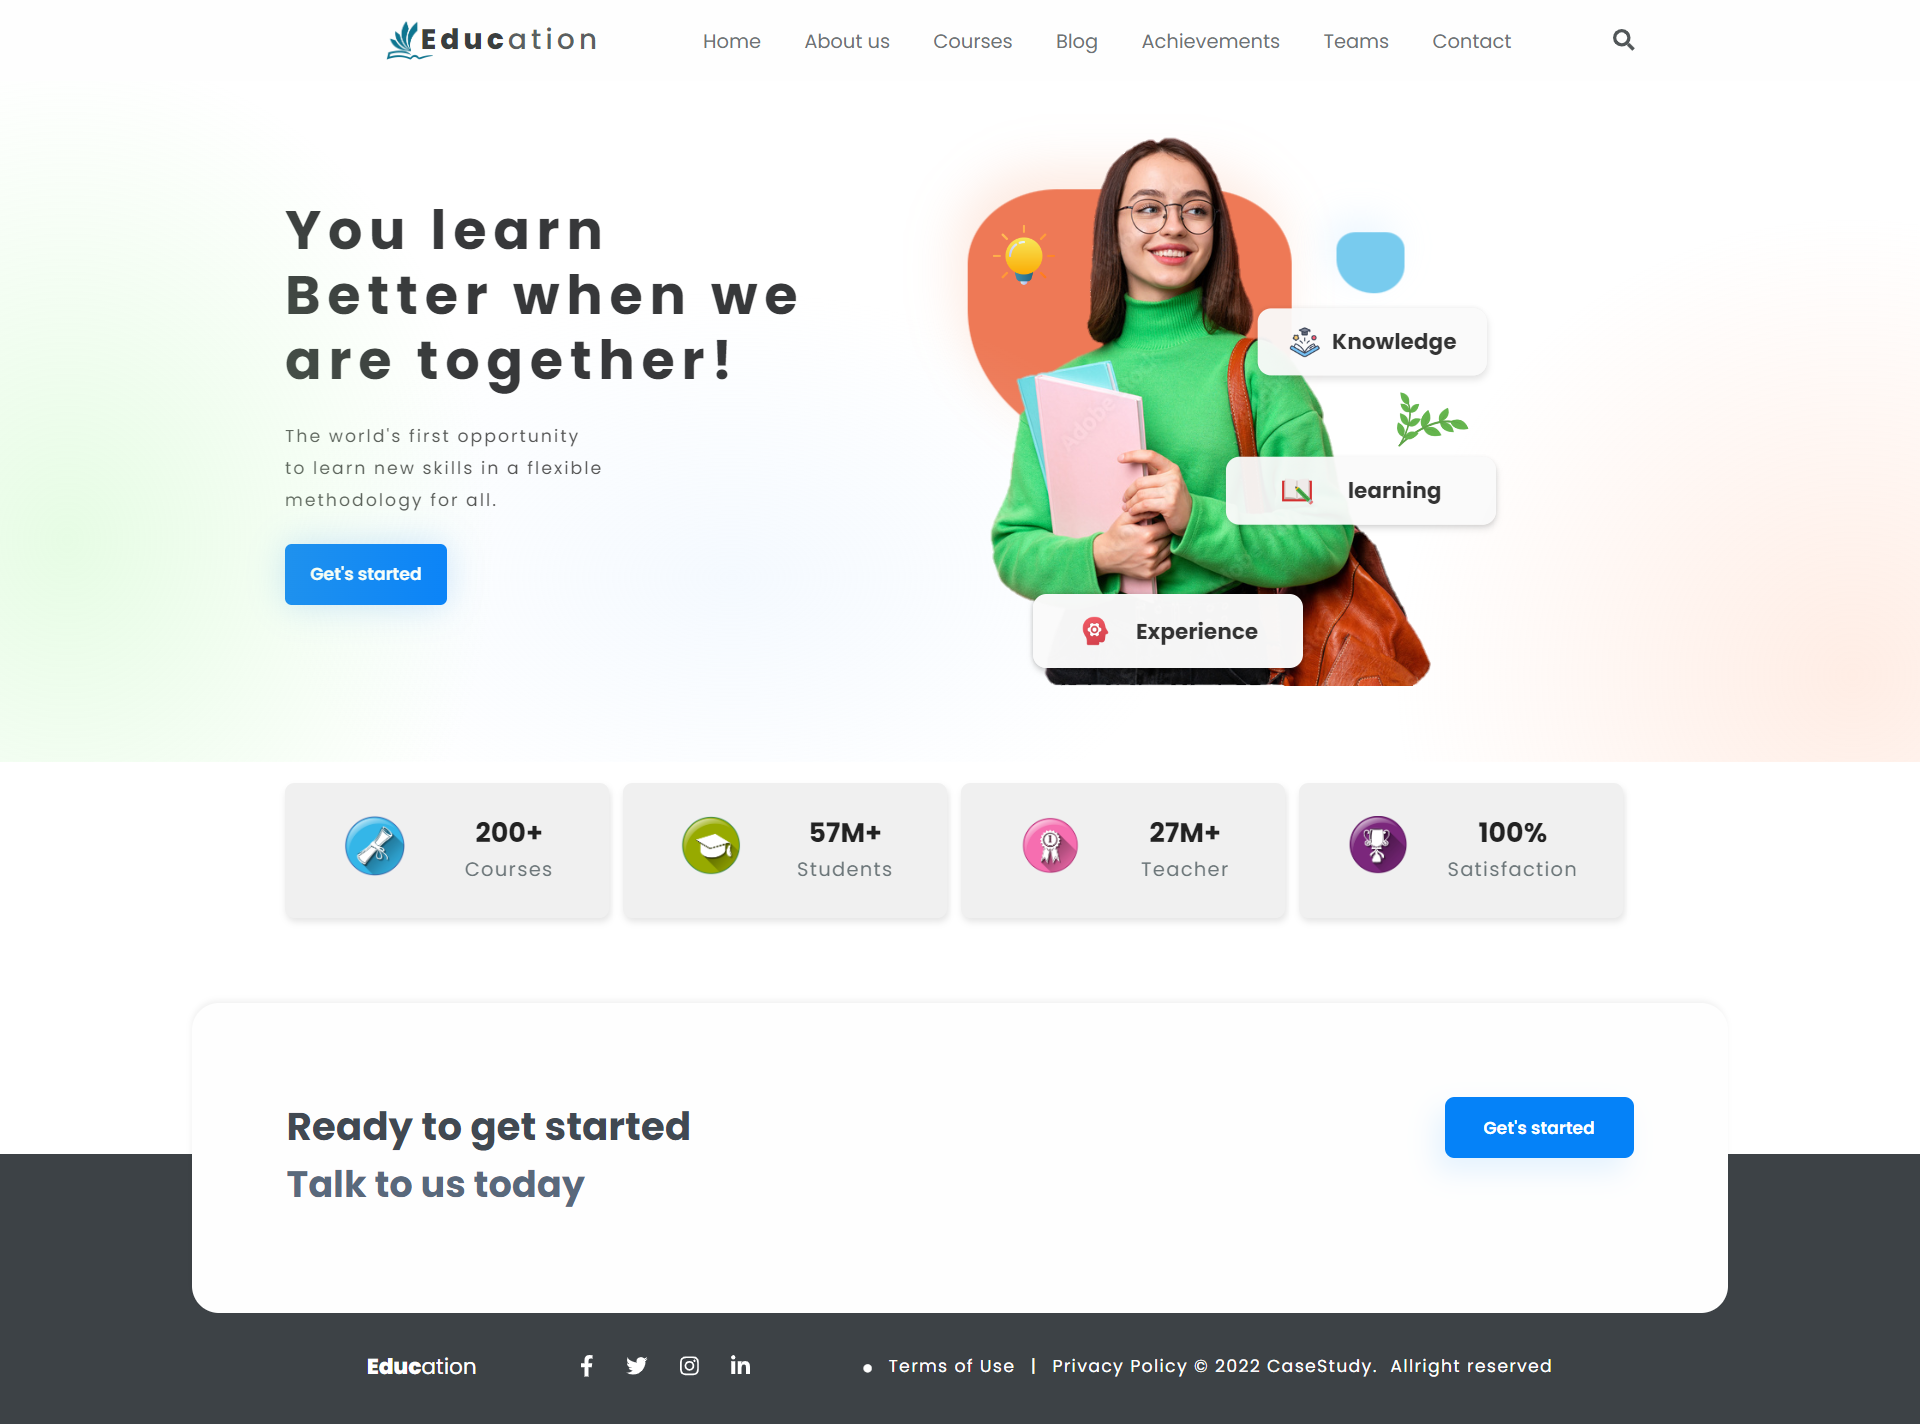 Education
Home About us Courses Blog Achievements Teams Contact
You learn
Better when we
are together!
The world's first opportunity
to learn new skills in a flexible
methodology for all.
Get's started
Knowledge
learning
Experience
Adobe
200+
Courses
57M+
Students
27M+
Teacher
100%
Satisfaction
Ready to get started
Talk to us today
Get's started
Education
Terms of Use | Privacy Policy © 2022 CaseStudy. Allright reserved